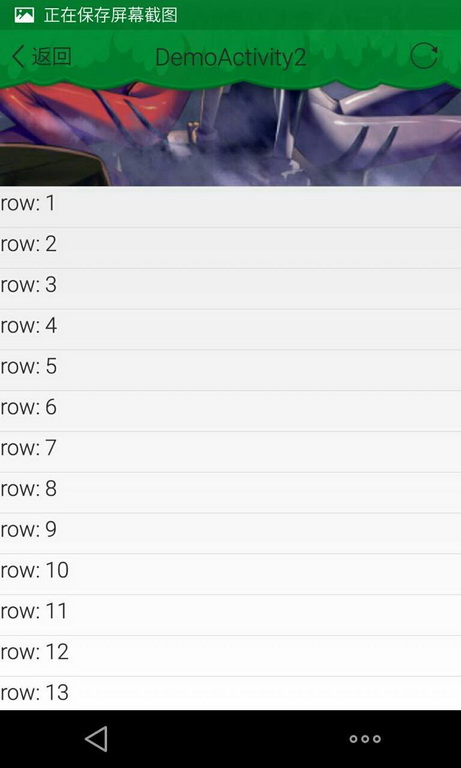 正在保存屏幕截图
返回
DemoActivity2
row: 1
row: 2
row: 3
row: 4
row: 5
row: 6
row: 7
row: 8
row: 9
row: 10
row: 11
row: 12
row: 13